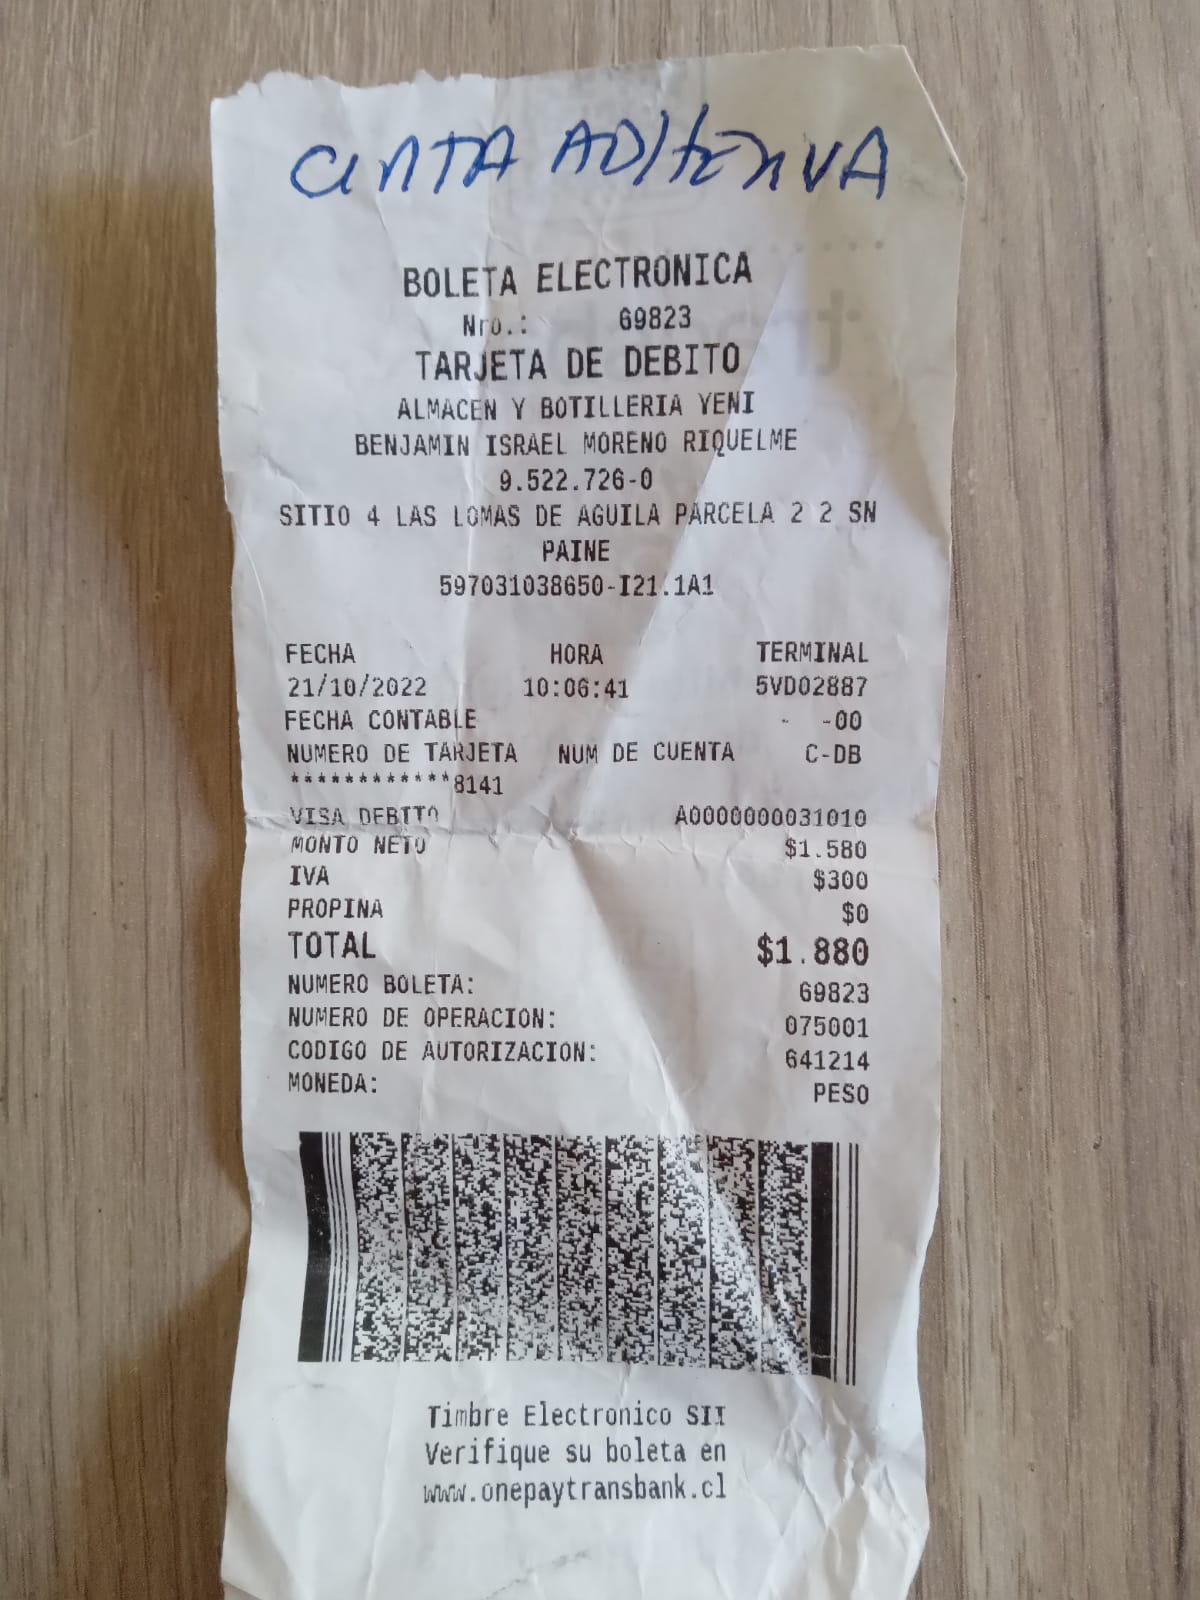 CINTA ADHESIVA
BOLETA ELECTRONICA
Nro.: 69823
TARJETA DE DEBITO
ALMACEN Y BOTILLERIA YENI
BENJAMIN ISRAEL MORENO RIQUELME
9.522.726-0
SITIO 4 LAS LOMAS DE AGUILA PARCELA 2 2 SN
PAINE
597031038650-I21.1A1
FECHA HORA TERMINAL
21/10/2022 10:06:41 5VD02887
FECHA CONTABLE - -00
NUMERO DE TARJETA NUM DE CUENTA C-DB
************8141
VISA DEBITO A0000000031010
MONTO NETO $1.580
IVA $300
PROPINA $0
TOTAL $1.880
NUMERO BOLETA: 69823
NUMERO DE OPERACION: 075001
CODIGO DE AUTORIZACION: 641214
MONEDA: PESO
Timbre Electronico SII
Verifique su boleta en
www.onepaytransbank.cl